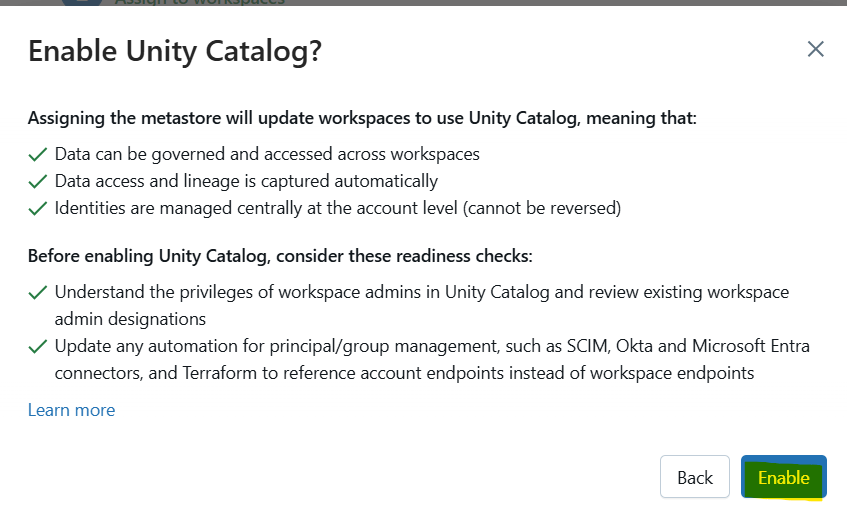 Assign to workspaces
Enable Unity Catalog?
Assigning the metastore will update workspaces to use Unity Catalog, meaning that:
Data can be governed and accessed across workspaces
Data access and lineage is captured automatically
Identities are managed centrally at the account level (cannot be reversed)
Before enabling Unity Catalog, consider these readiness checks:
Understand the privileges of workspace admins in Unity Catalog and review existing workspace
admin designations
Update any automation for principal/group management, such as SCIM, Okta and Microsoft Entra
connectors, and Terraform to reference account endpoints instead of workspace endpoints
Learn more
Back
Enable